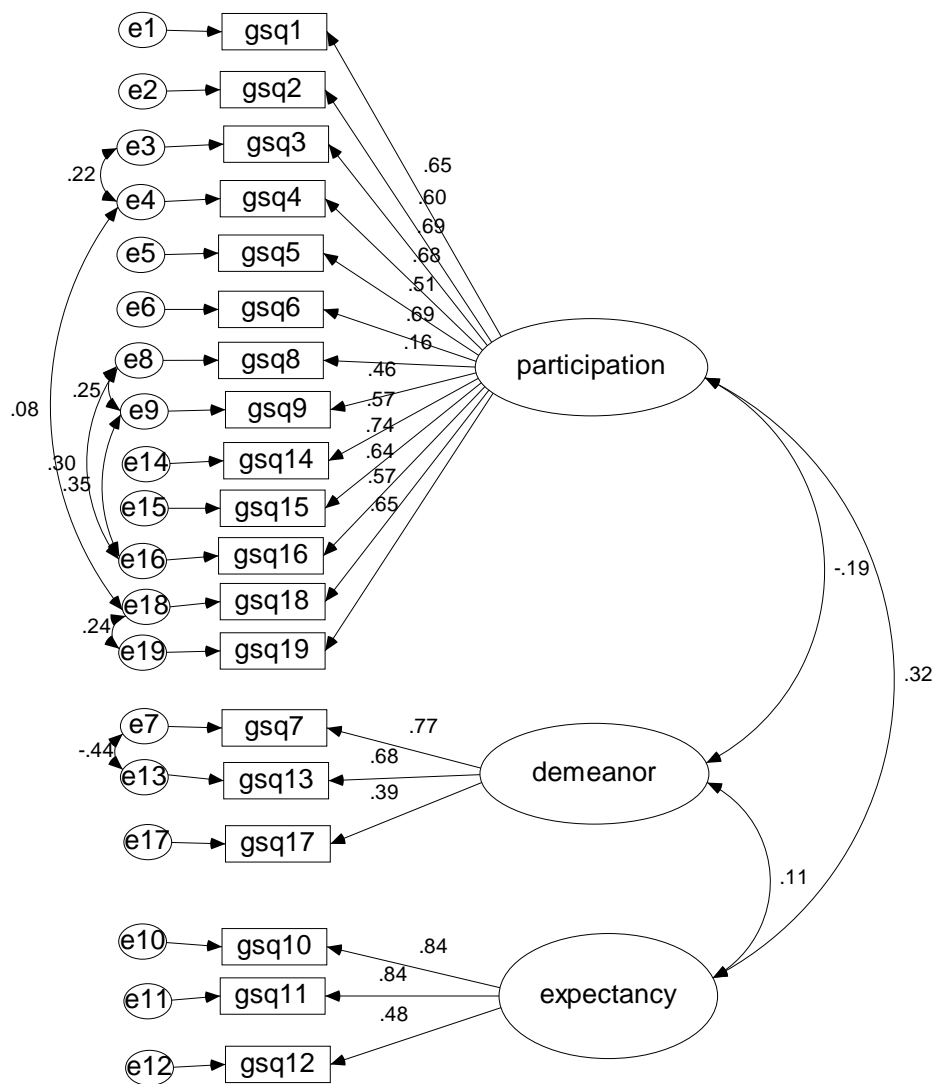 e1 gsq1
e2 gsq2
e3 gsq3
.65
.22
e4 gsq4
.60
.69
e5 gsq5
.68
.51
e6 gsq6
.69
.16
e8 gsq8
.46
participation
.25
.08
e9 gsq9
.57
.74
e14 gsq14
.64
.30
.57
.35
e15 gsq15
.65
e16 gsq16
-.19
e18 gsq18
.24
e19 gsq19
.32
e7 gsq7
.77
-.44
.68
e13 gsq13
demeanor
.39
e17 gsq17
.11
e10 gsq10
.84
.84
e11 gsq11
expectancy
.48
e12 gsq12